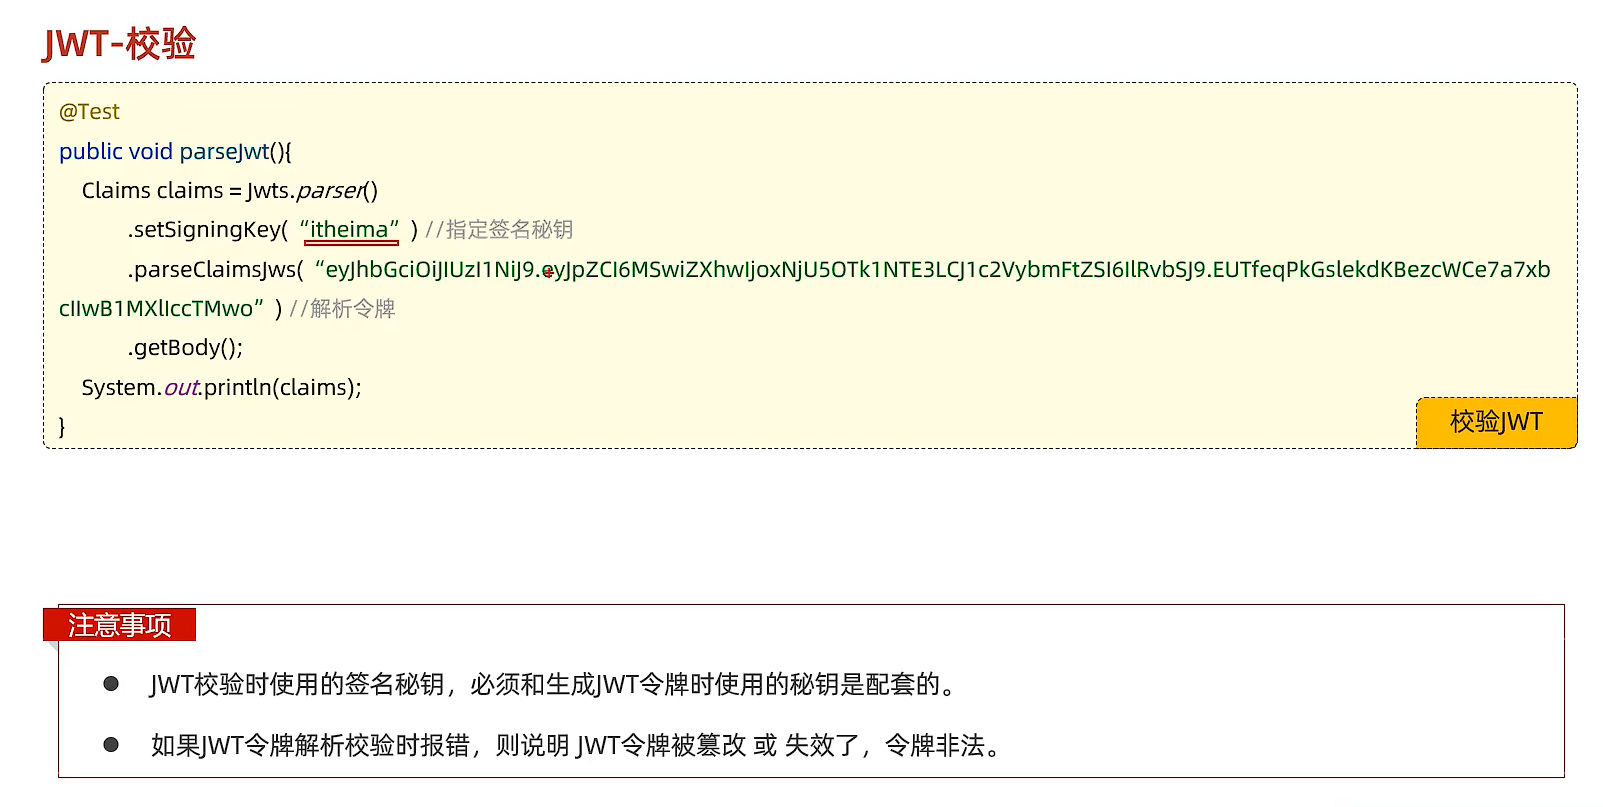 JWT-校验
@Test
public void parseJwt(){
Claims claims = Jwts.parser()
.setSigningKey( “itheima” ) //指定签名秘钥
.parseClaimsJws( “eyJhbGciOiJIUzI1NiJ9.eyJpZCI6MSwiZXhwIjoxNjU5OTk1NTE3LCJ1c2VybmFtZSI6IlRvbSJ9.EUTfeqPkGslekdKBezcWCe7a7xb
cIIwB1MXlIccTMwo” ) //解析令牌
.getBody();
System.out.println(claims);
}
校验JWT
注意事项
● JWT校验时使用的签名秘钥，必须和生成JWT令牌时使用的秘钥是配套的。
● 如果JWT令牌解析校验时报错，则说明 JWT令牌被篡改 或 失效了，令牌非法。